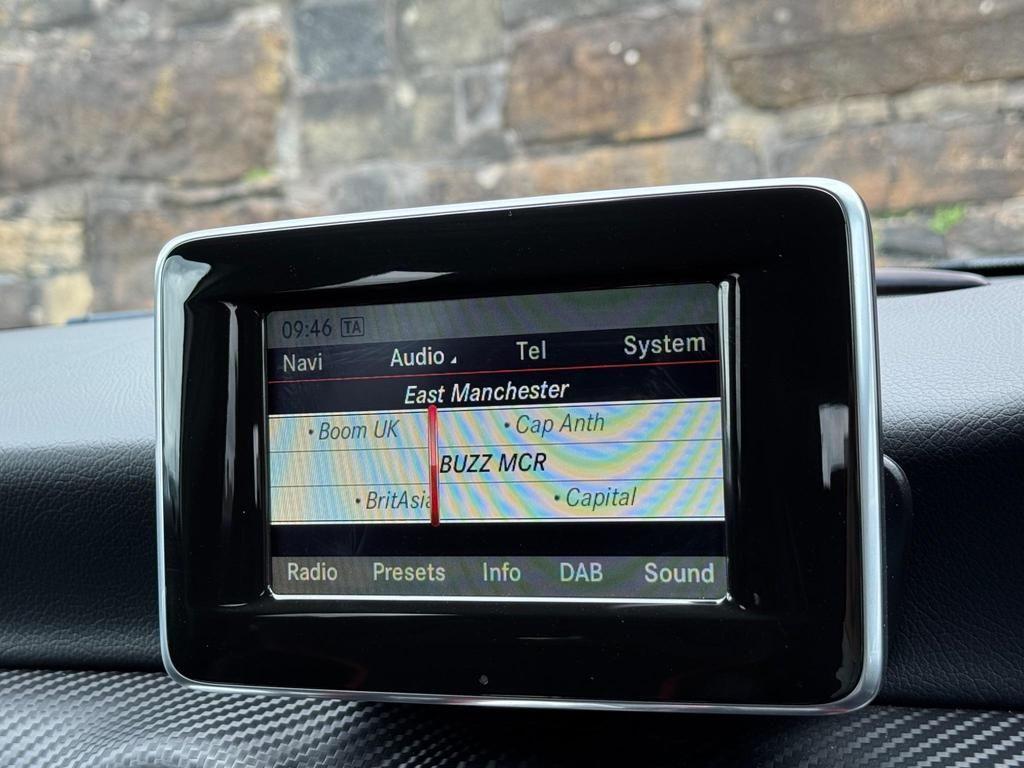 09:46 TA
Navi Audio Tel System
East Manchester
• Boom UK • Cap Anth
BUZZ MCR
• BritAsia • Capital
Radio Presets Info DAB Sound